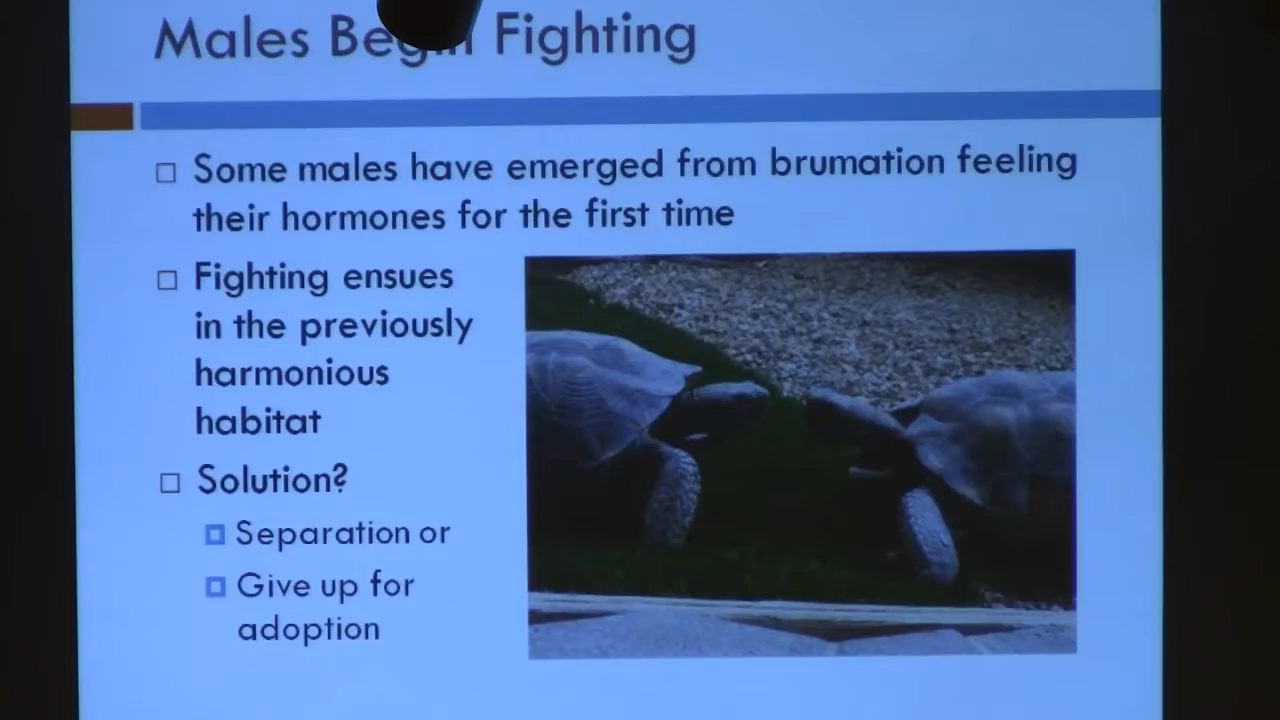 Males Begin Fighting
Some males have emerged from brumation feeling
their hormones for the first time
Fighting ensues
in the previously
harmonious
habitat
Solution?
Separation or
Give up for
adoption